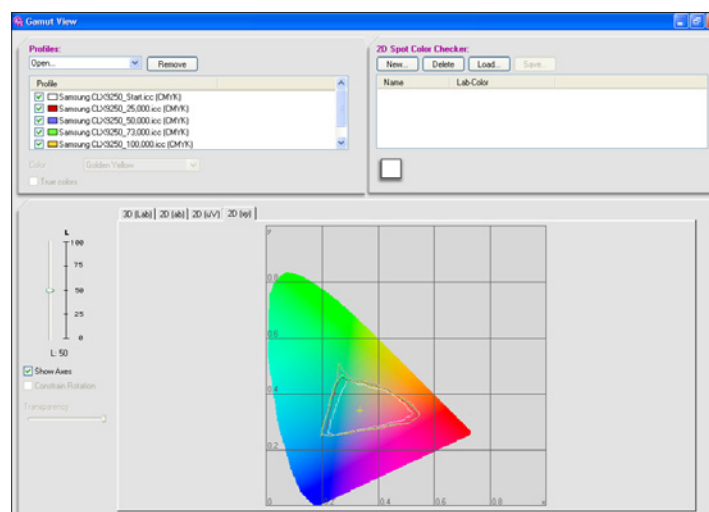 Gamut View
Profiles:
Open...
Remove
Profile
Samsung CLX9250_Start.icc (CMYK)
Samsung CLX9250_25,000.icc (CMYK)
Samsung CLX9250_50,000.icc (CMYK)
Samsung CLX9250_73,000.icc (CMYK)
Samsung CLX9250_100,000.icc (CMYK)
Color:
Golden Yellow
True colors
2D Spot Color Checker:
New... Delete Load... Save...
Name Lab-Color
3D (Lab) 2D (ab) 2D (u'v') 2D (xy)
L
100
75
50
25
0
L: 50
Show Axes
Constrain Rotation
Transparency
y
0.8
0.6
0.4
0.2
0 0.2 0.4 0.6 0.8 x